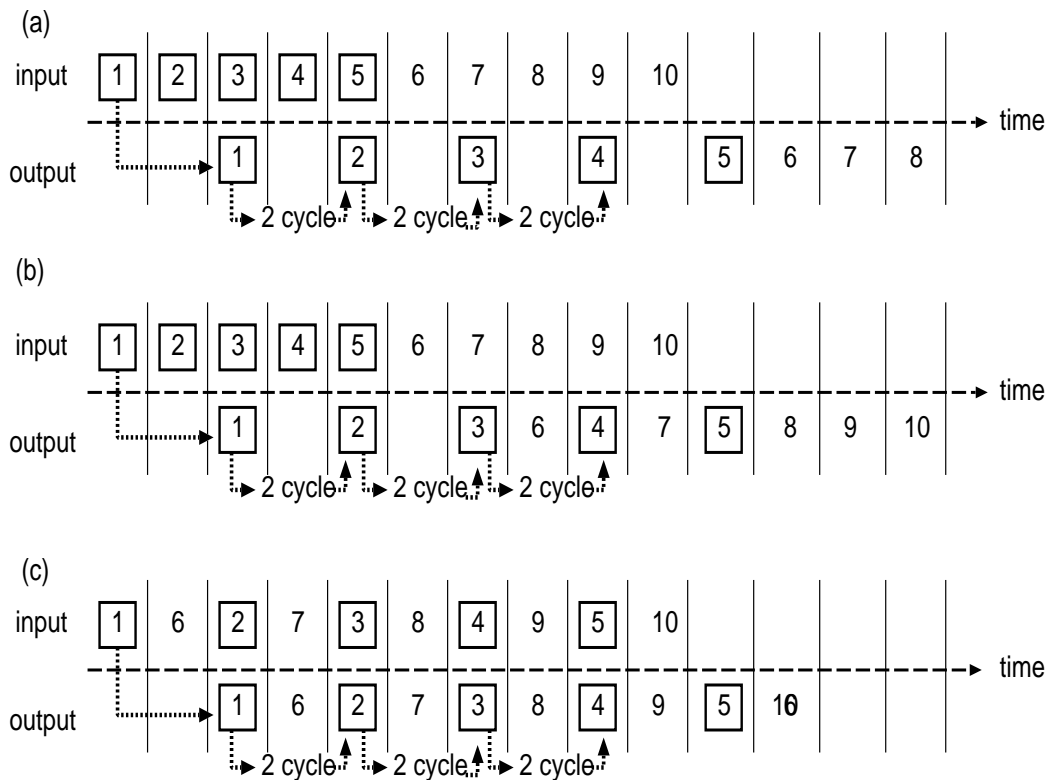 (a)
input 1 2 3 4 5 6 7 8 9 10
time
output 1 2 3 4 5 6 7 8
2 cycle 2 cycle 2 cycle
(b)
input 1 2 3 4 5 6 7 8 9 10
time
output 1 2 3 6 4 7 5 8 9 10
2 cycle 2 cycle 2 cycle
(c)
input 1 6 2 7 3 8 4 9 5 10
time
output 1 6 2 7 3 8 4 9 5
2 cycle 2 cycle 2 cycle